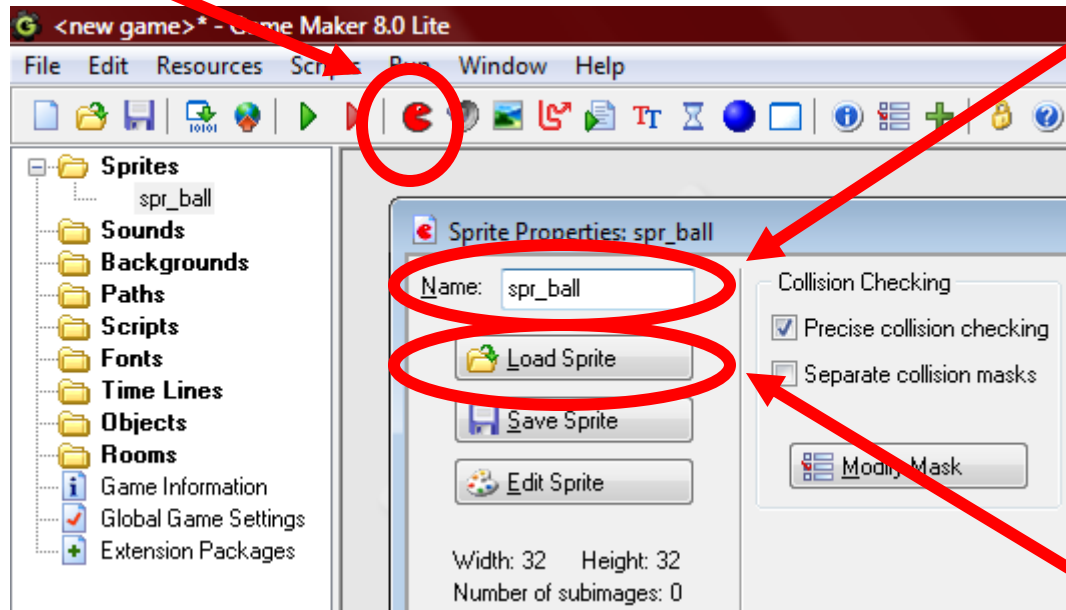 <new game>* - Game Maker 8.0 Lite
File Edit Resources Scripts Run Window Help
Sprites
spr_ball
Sounds
Backgrounds
Paths
Scripts
Fonts
Time Lines
Objects
Rooms
Game Information
Global Game Settings
Extension Packages
Sprite Properties: spr_ball
Name: spr_ball
Load Sprite
Save Sprite
Edit Sprite
Width: 32 Height: 32
Number of subimages: 0
Collision Checking
Precise collision checking
Separate collision masks
Modify Mask